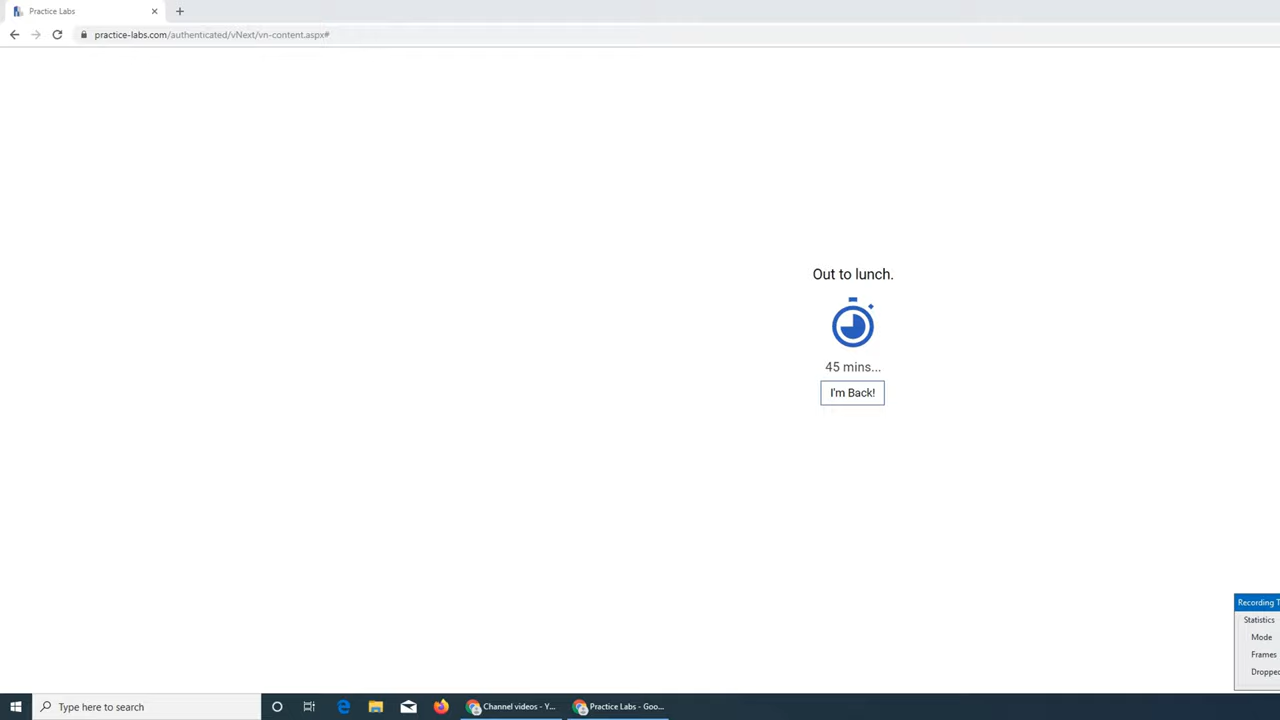 Practice Labs
practice-labs.com/authenticated/vNext/vn-content.aspx#
Out to lunch.
45 mins...
I'm Back!
Recording T
Statistics
Mode
Frames
Dropped
Type here to search
Channel videos - Y...
Practice Labs - Goo...